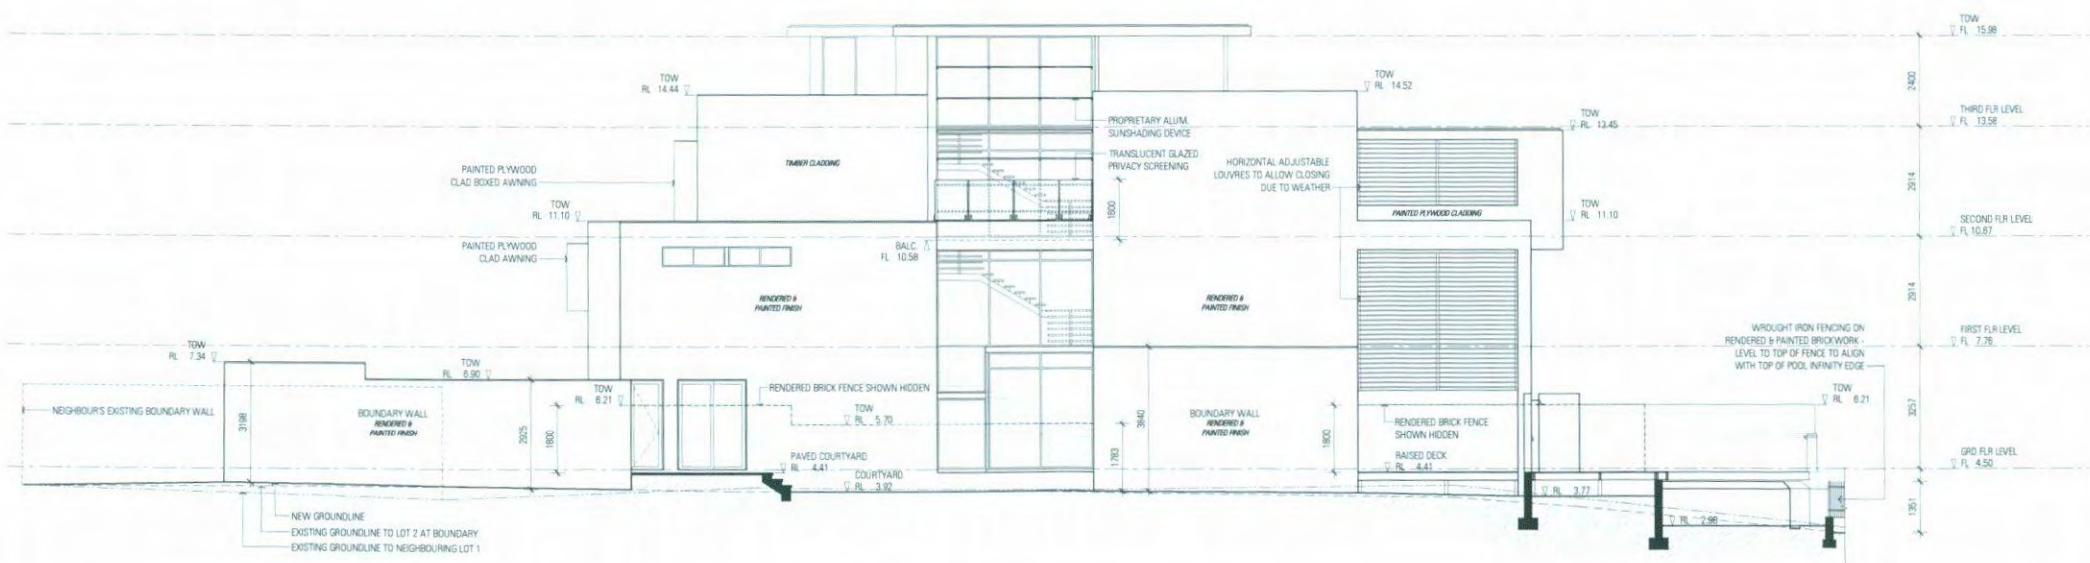 TOW
FL 15.98
2400
TOW
RL 14.44
TOW
RL 14.52
THIRD FLR LEVEL
FL 13.58
TOW
RL 13.45
PROPRIETARY ALUM.
SUNSHADING DEVICE
TRANSLUCENT GLAZED
PRIVACY SCREENING
TIMBER CLADDING
PAINTED PLYWOOD
CLAD BOXED AWNING
HORIZONTAL ADJUSTABLE
LOUVRES TO ALLOW CLOSING
DUE TO WEATHER
2914
TOW
RL 11.10
1800
PAINTED PLYWOOD CLADDING
TOW
RL 11.10
SECOND FLR LEVEL
FL 10.67
PAINTED PLYWOOD
CLAD AWNING
BALC.
FL 10.58
RENDERED &
PAINTED FINISH
RENDERED &
PAINTED FINISH
2914
FIRST FLR LEVEL
FL 7.76
WROUGHT IRON FENCING ON
RENDERED & PAINTED BRICKWORK -
LEVEL TO TOP OF FENCE TO ALIGN
WITH TOP OF POOL INFINITY EDGE
TOW
RL 7.34
TOW
RL 6.90
TOW
RL 6.21
RENDERED BRICK FENCE SHOWN HIDDEN
TOW
RL 5.70
TOW
RL 6.21
NEIGHBOUR'S EXISTING BOUNDARY WALL
3198
BOUNDARY WALL
RENDERED &
PAINTED FINISH
2925
1800
1783
3840
BOUNDARY WALL
RENDERED &
PAINTED FINISH
1800
RENDERED BRICK FENCE
SHOWN HIDDEN
3257
PAVED COURTYARD
RL 4.41
RAISED DECK
RL 4.41
GRD FLR LEVEL
FL 4.50
COURTYARD
RL 3.92
RL 3.77
RL 2.98
1351
NEW GROUNDLINE
EXISTING GROUNDLINE TO LOT 2 AT BOUNDARY
EXISTING GROUNDLINE TO NEIGHBOURING LOT 1